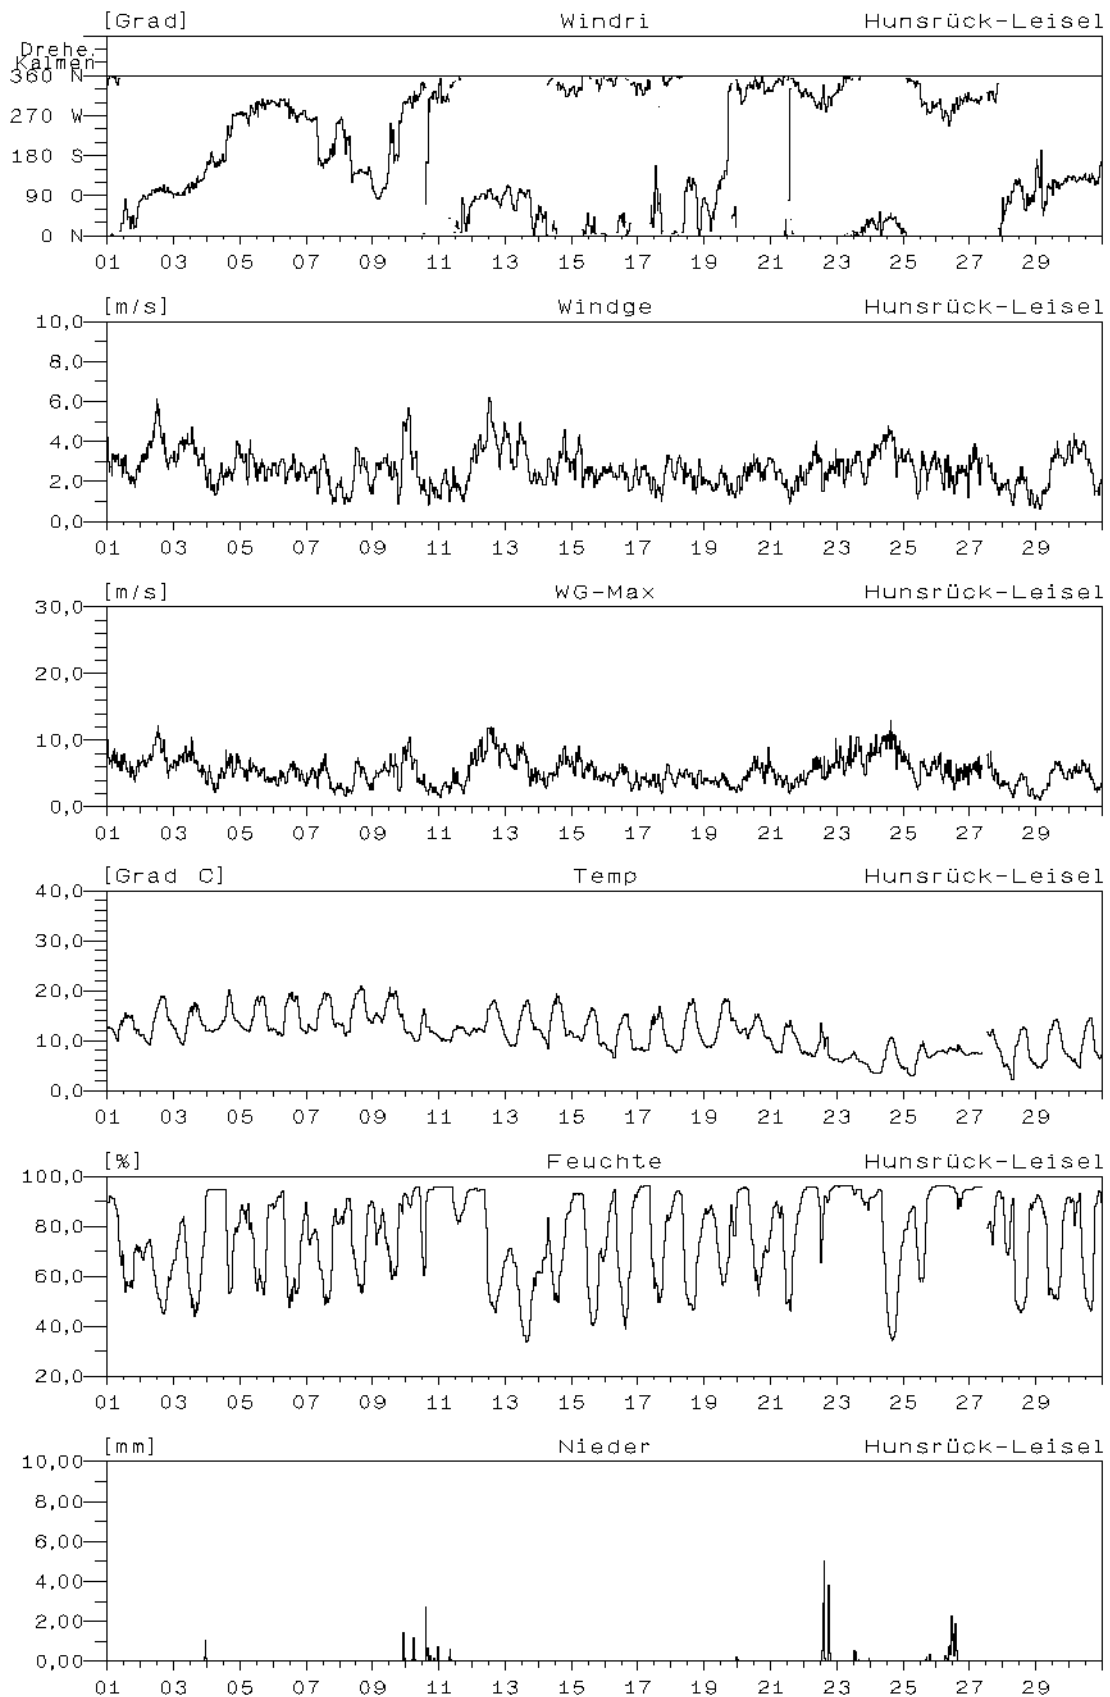 [Grad] Windri Hunsrück-Leisel
Drehe.
Kalmen
360 N
270 W
180 S
90 O
0 N
01 03 05 07 09 11 13 15 17 19 21 23 25 27 29
[m/s] Windge Hunsrück-Leisel
10,0
8,0
6,0
4,0
2,0
0,0
01 03 05 07 09 11 13 15 17 19 21 23 25 27 29
[m/s] WG-Max Hunsrück-Leisel
30,0
20,0
10,0
0,0
01 03 05 07 09 11 13 15 17 19 21 23 25 27 29
[Grad C] Temp Hunsrück-Leisel
40,0
30,0
20,0
10,0
0,0
01 03 05 07 09 11 13 15 17 19 21 23 25 27 29
[%] Feuchte Hunsrück-Leisel
100,0
80,0
60,0
40,0
20,0
01 03 05 07 09 11 13 15 17 19 21 23 25 27 29
[mm] Nieder Hunsrück-Leisel
10,00
8,00
6,00
4,00
2,00
0,00
01 03 05 07 09 11 13 15 17 19 21 23 25 27 29